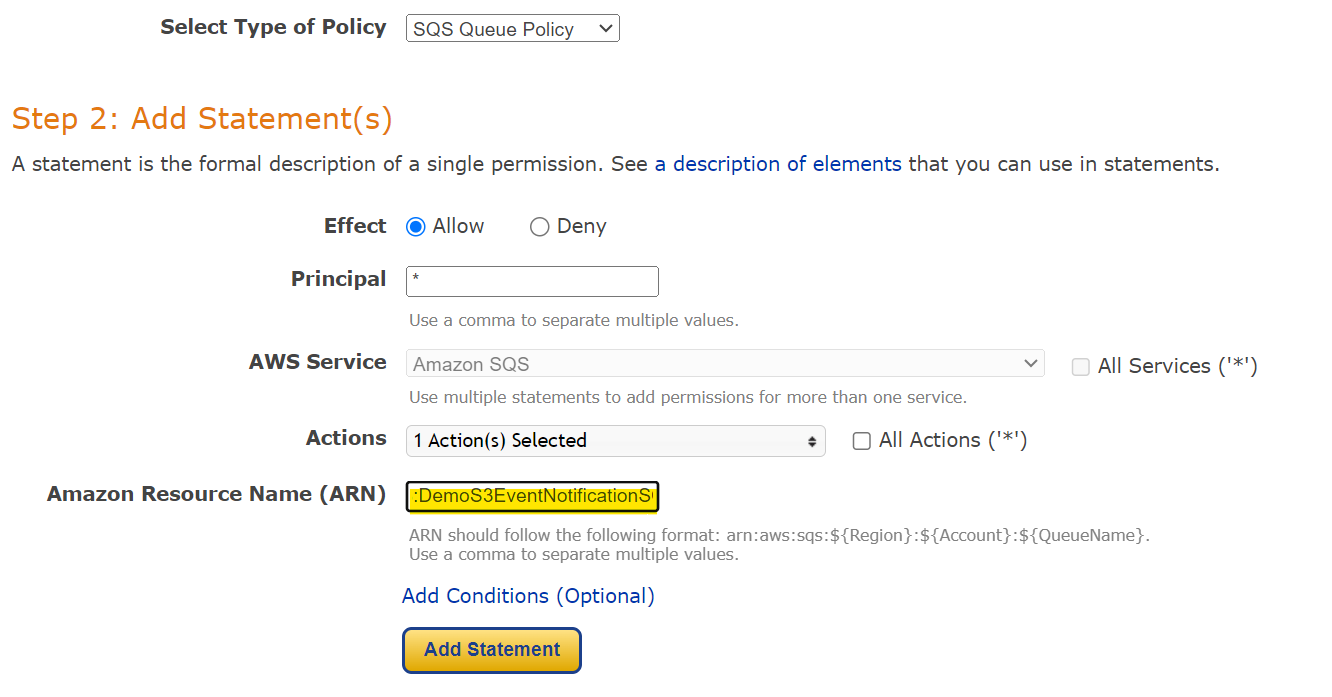 Select Type of Policy SQS Queue Policy
Step 2: Add Statement(s)
A statement is the formal description of a single permission. See a description of elements that you can use in statements.
Effect Allow Deny
Principal *
Use a comma to separate multiple values.
AWS Service Amazon SQS All Services ('*')
Use multiple statements to add permissions for more than one service.
Actions 1 Action(s) Selected All Actions ('*')
Amazon Resource Name (ARN) :DemoS3EventNotificationS
ARN should follow the following format: arn:aws:sqs:${Region}:${Account}:${QueueName}.
Use a comma to separate multiple values.
Add Conditions (Optional)
Add Statement